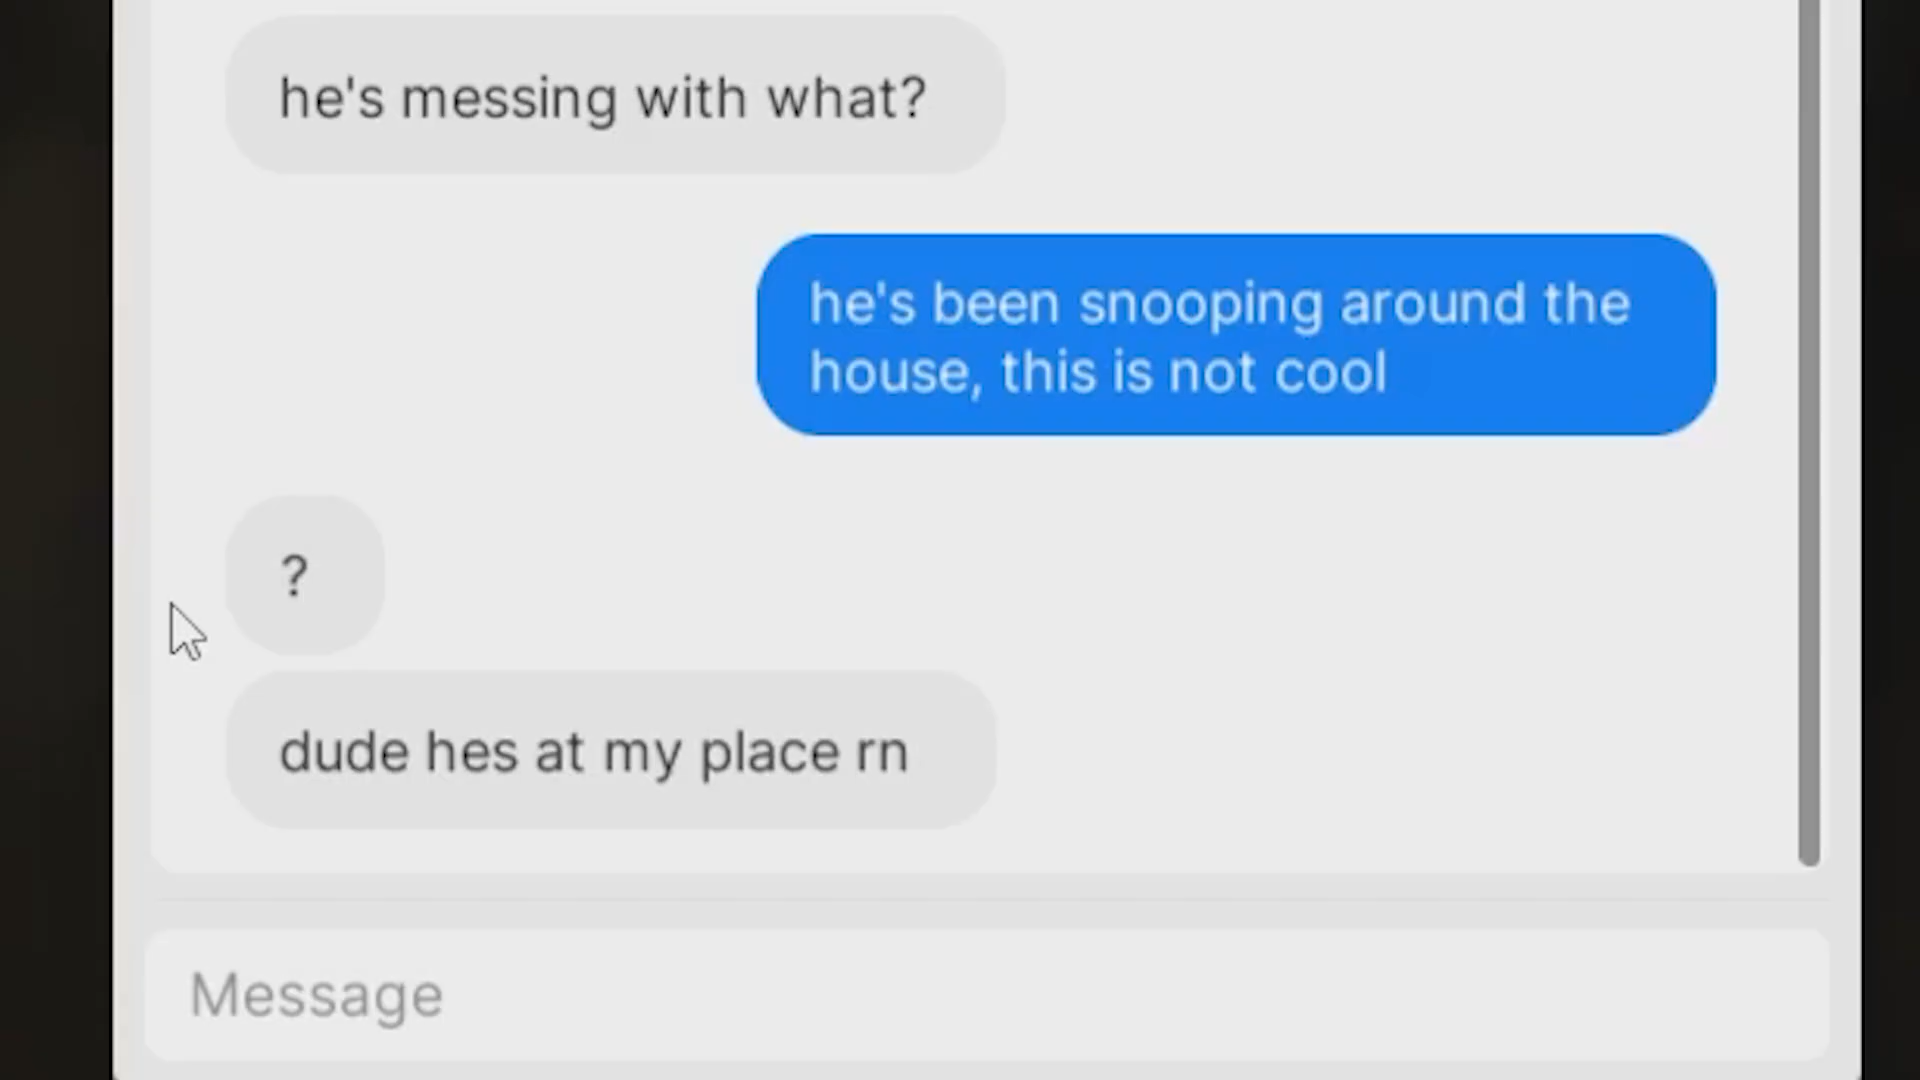 he's messing with what?
he's been snooping around the
house, this is not cool
?
dude hes at my place rn
Message